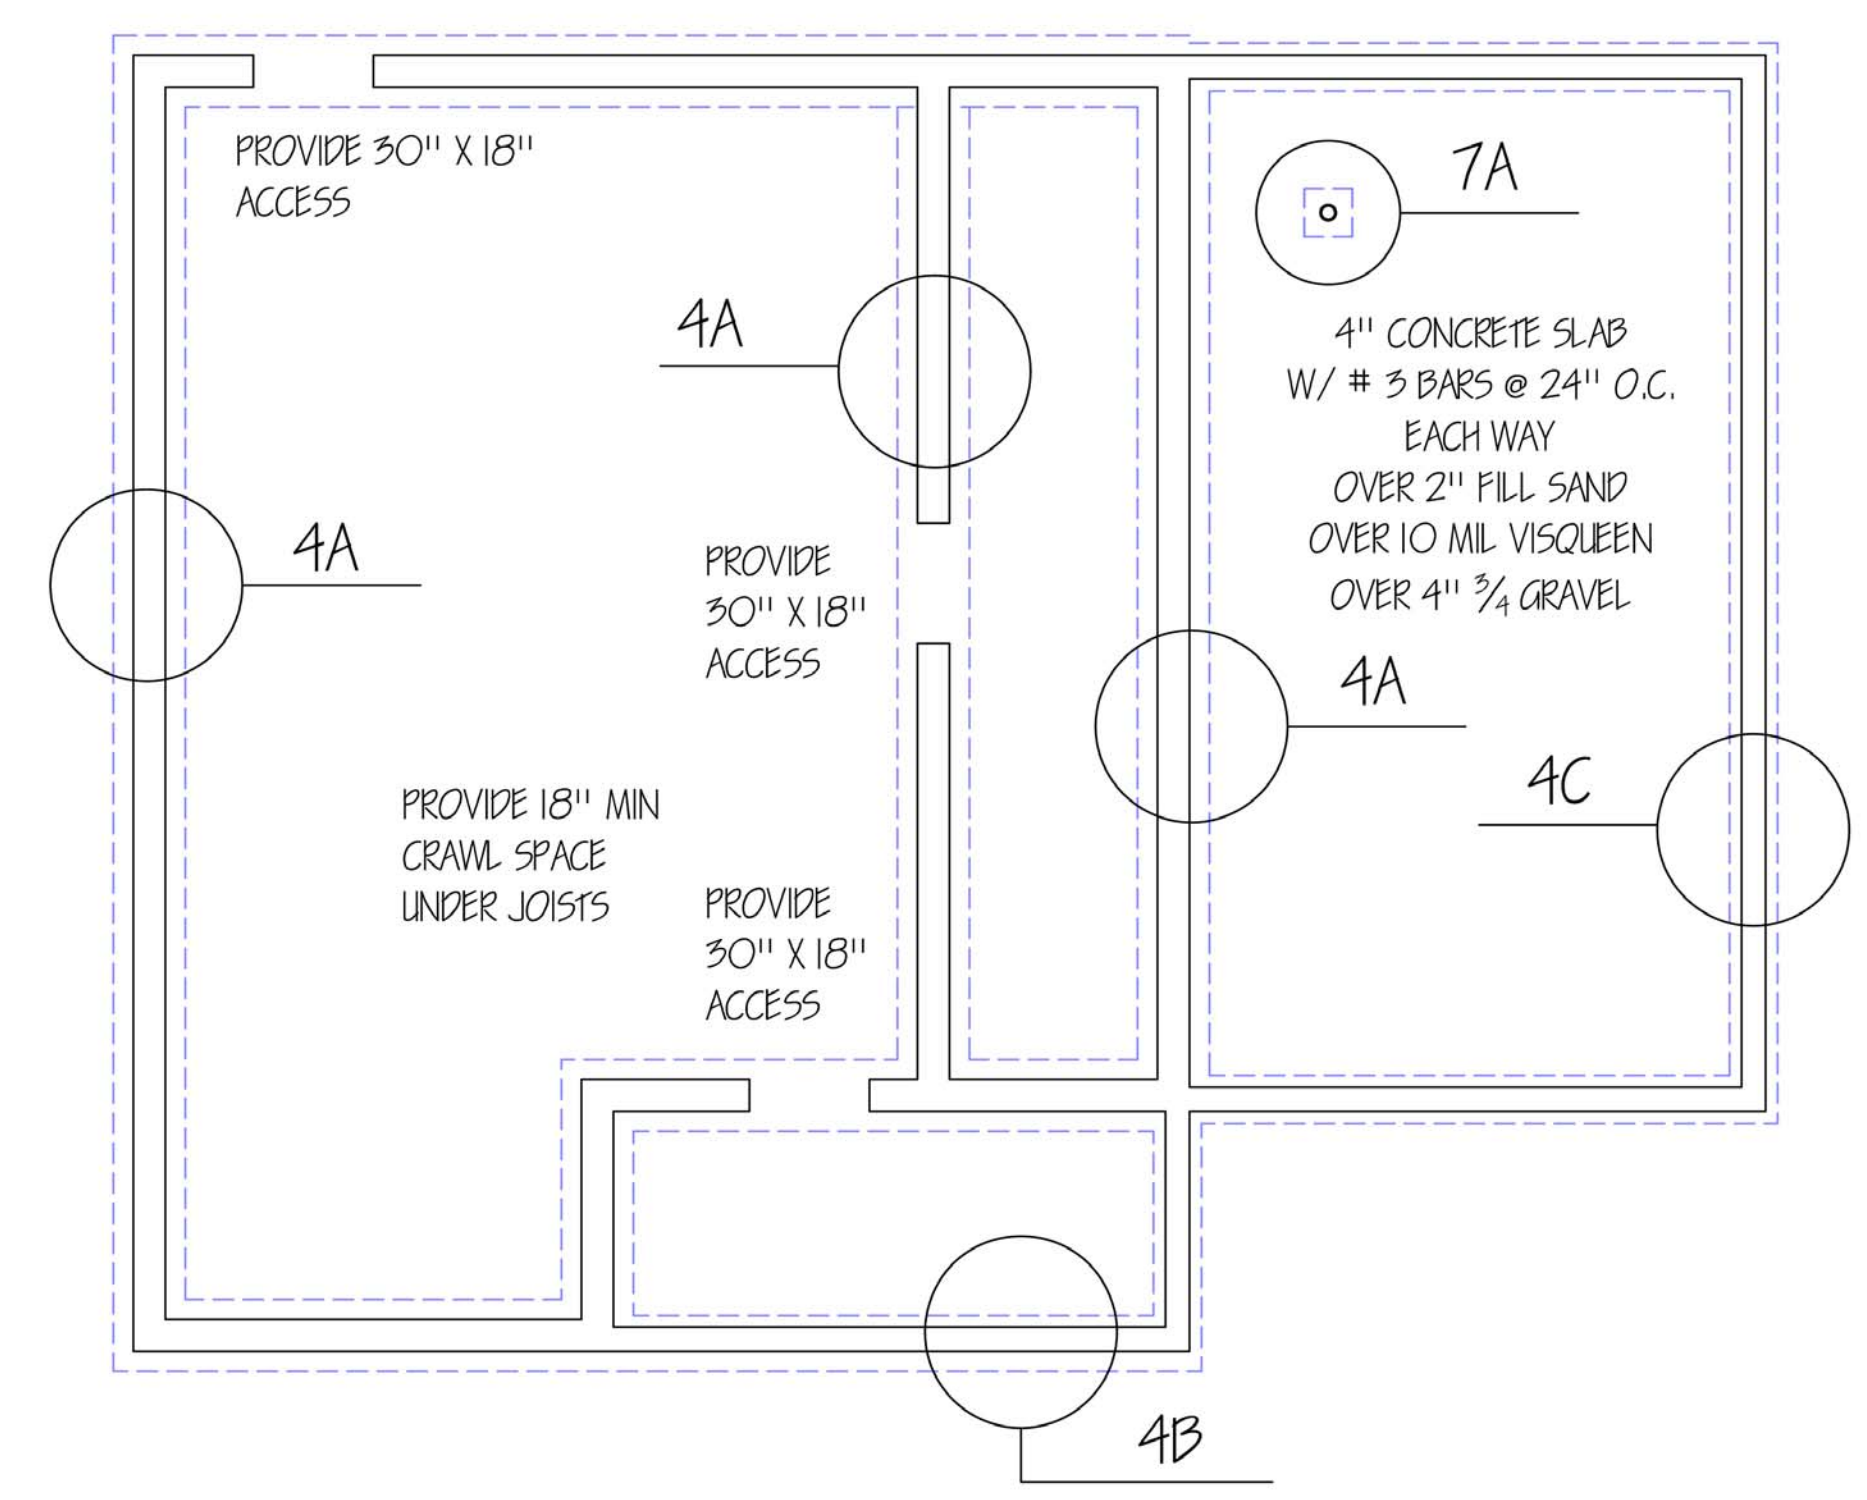 PROVIDE 30" X 18"
ACCESS
7A
4A
4" CONCRETE SLAB
W/ # 3 BARS @ 24" O.C.
EACH WAY
OVER 2" FILL SAND
OVER 10 MIL VISQUEEN
OVER 4" 3/4 GRAVEL
4A
PROVIDE
30" X 18"
ACCESS
4A
4C
PROVIDE 18" MIN
CRAWL SPACE
UNDER JOISTS
PROVIDE
30" X 18"
ACCESS
4B